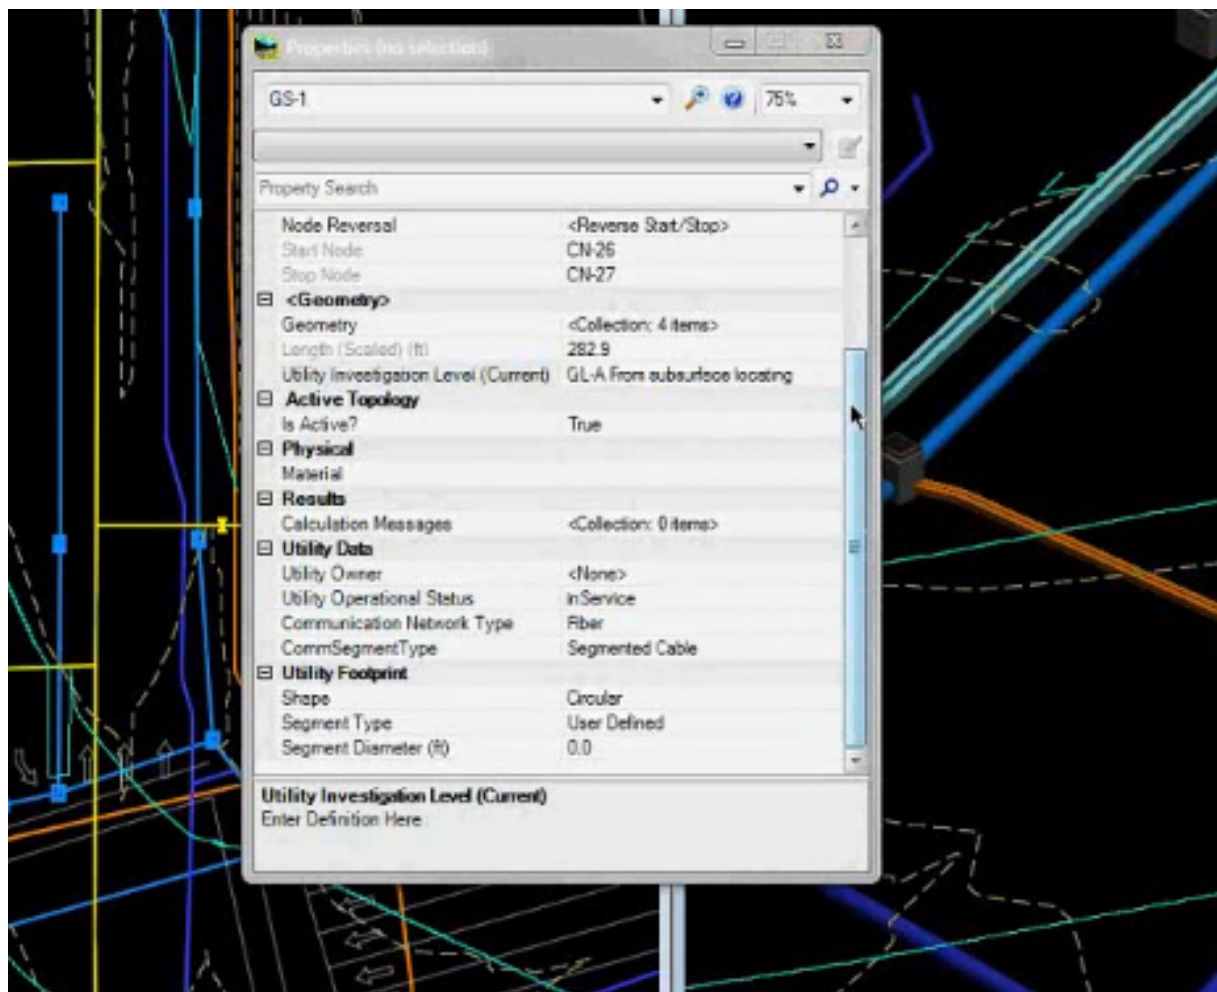 Properties (no selection)
GS-1
75%
Property Search
Node Reversal <Reverse Start/Stop>
Start Node CN-26
Stop Node CN-27
<Geometry>
Geometry <Collection: 4 items>
Length (Scaled) (ft) 282.9
Utility Investigation Level (Current) GL-A From subsurface locating
Active Topology
Is Active? True
Physical
Material
Results
Calculation Messages <Collection: 0 items>
Utility Data
Utility Owner <None>
Utility Operational Status inService
Communication Network Type Fiber
CommSegmentType Segmented Cable
Utility Footprint
Shape Circular
Segment Type User Defined
Segment Diameter (ft) 0.0
Utility Investigation Level (Current)
Enter Definition Here